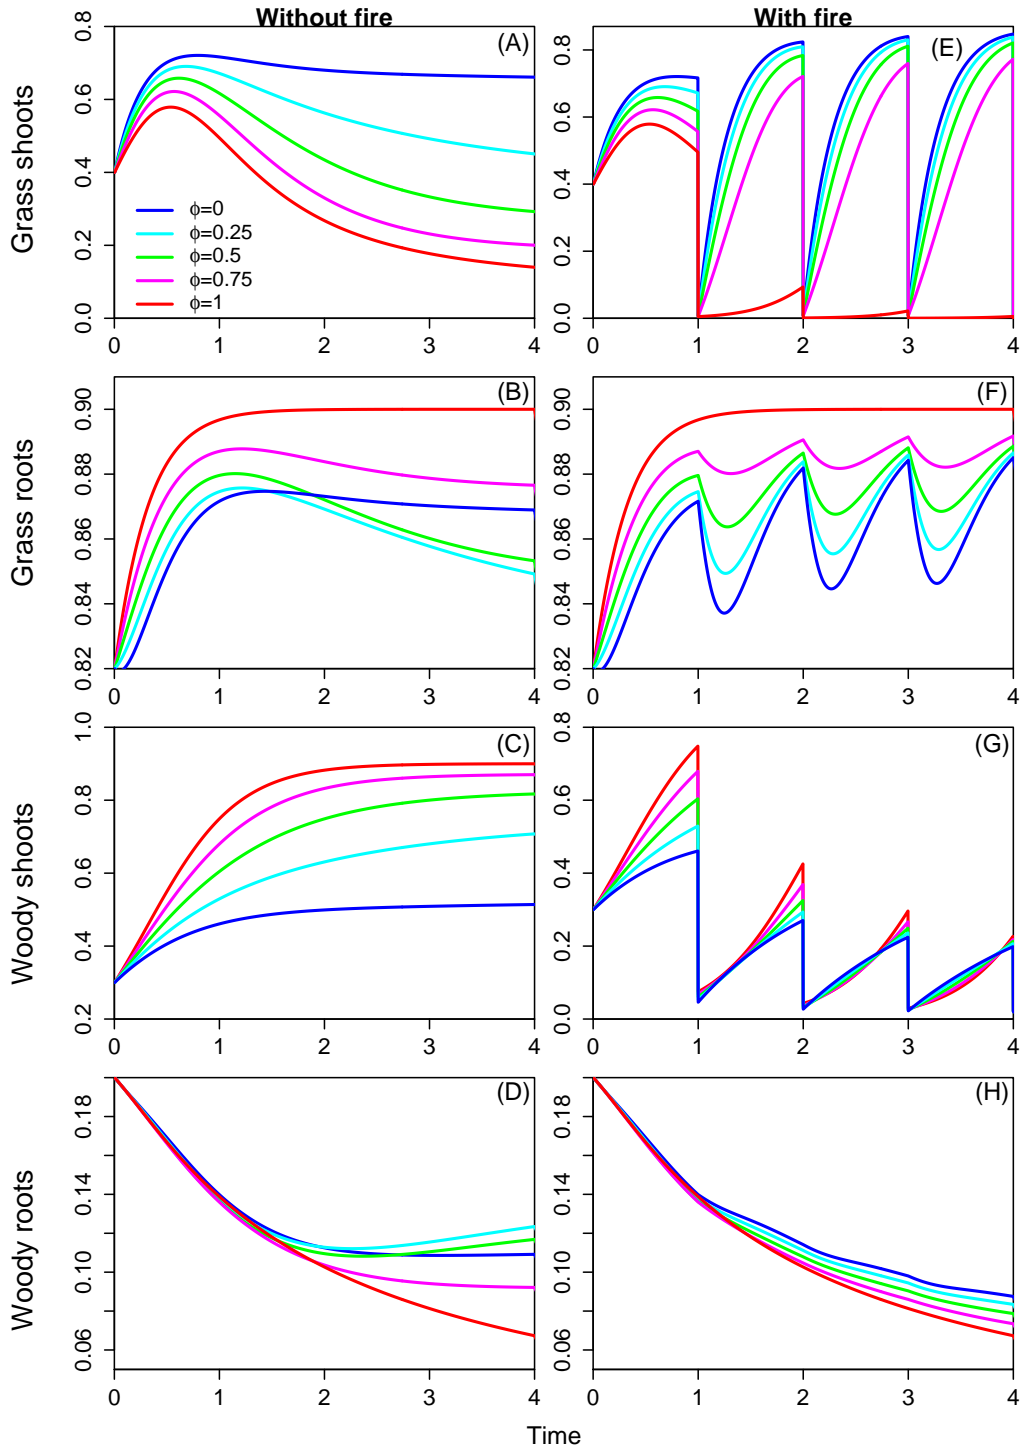 Without fire
With fire
Grass shoots
0.0 0.2 0.4 0.6 0.8
(A)
φ=0
φ=0.25
φ=0.5
φ=0.75
φ=1
0 1 2 3 4
0.0 0.2 0.4 0.6 0.8
(E)
0 1 2 3 4
Grass roots
0.82 0.84 0.86 0.88 0.90
(B)
0 1 2 3 4
0.82 0.84 0.86 0.88 0.90
(F)
0 1 2 3 4
Woody shoots
0.2 0.4 0.6 0.8 1.0
(C)
0 1 2 3 4
0.0 0.2 0.4 0.6 0.8
(G)
0 1 2 3 4
Woody roots
0.06 0.10 0.14 0.18
(D)
0 1 2 3 4
0.06 0.10 0.14 0.18
(H)
0 1 2 3 4
Time